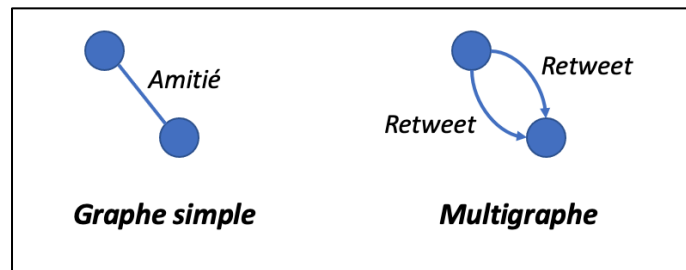 Amitié
Retweet
Retweet
Graphe simple
Multigraphe